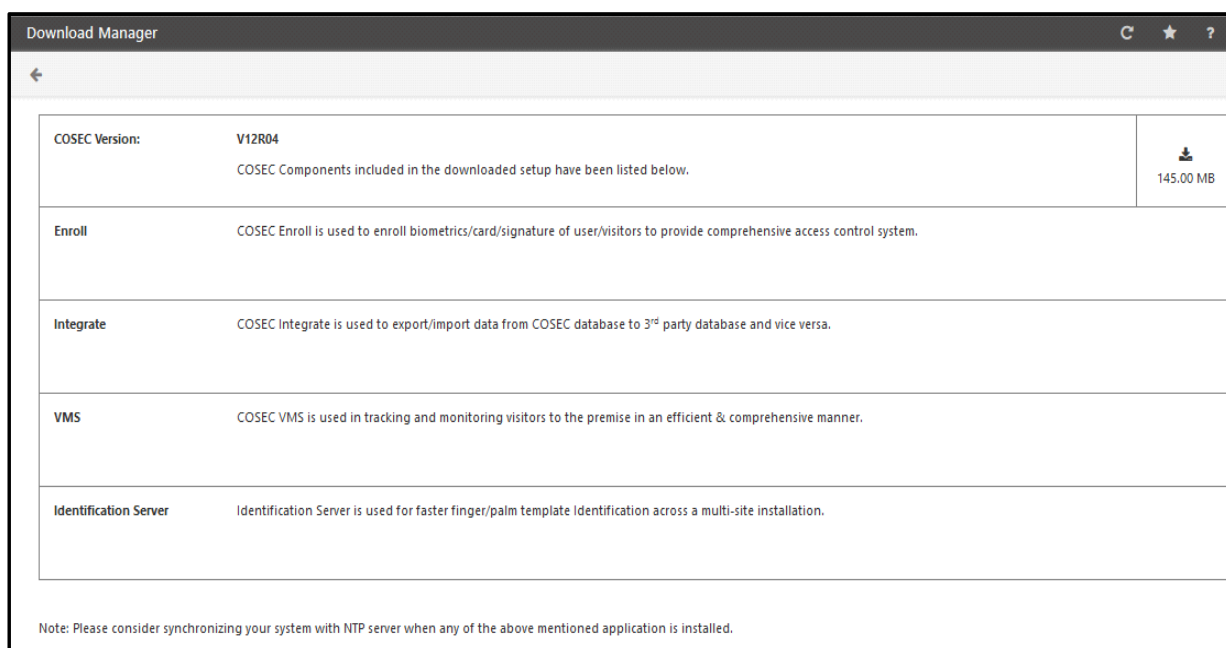 Download Manager
?
COSEC Version:
V12R04
COSEC Components included in the downloaded setup have been listed below.
145.00 MB
Enroll
COSEC Enroll is used to enroll biometrics/card/signature of user/visitors to provide comprehensive access control system.
Integrate
COSEC Integrate is used to export/import data from COSEC database to 3rd party database and vice versa.
VMS
COSEC VMS is used in tracking and monitoring visitors to the premise in an efficient & comprehensive manner.
Identification Server
Identification Server is used for faster finger/palm template Identification across a multi-site installation.
Note: Please consider synchronizing your system with NTP server when any of the above mentioned application is installed.